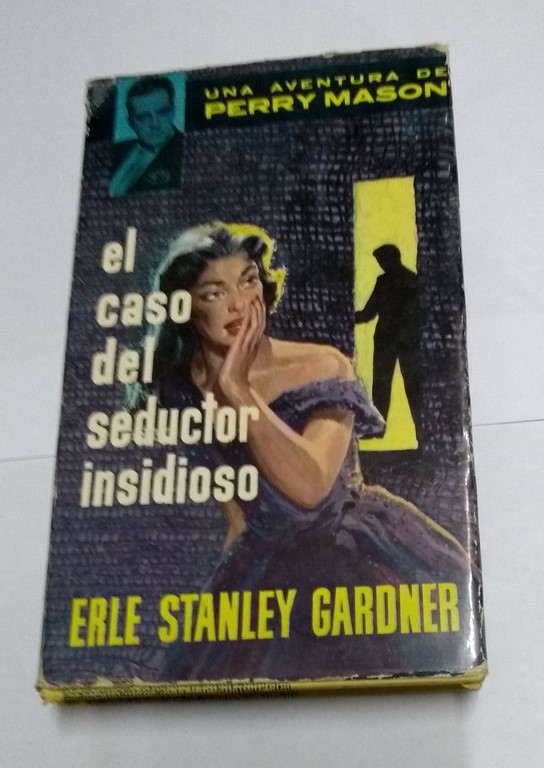 UNA AVENTURA DE
PERRY MASON
el
caso
del
seductor
insidioso
ERLE STANLEY GARDNER